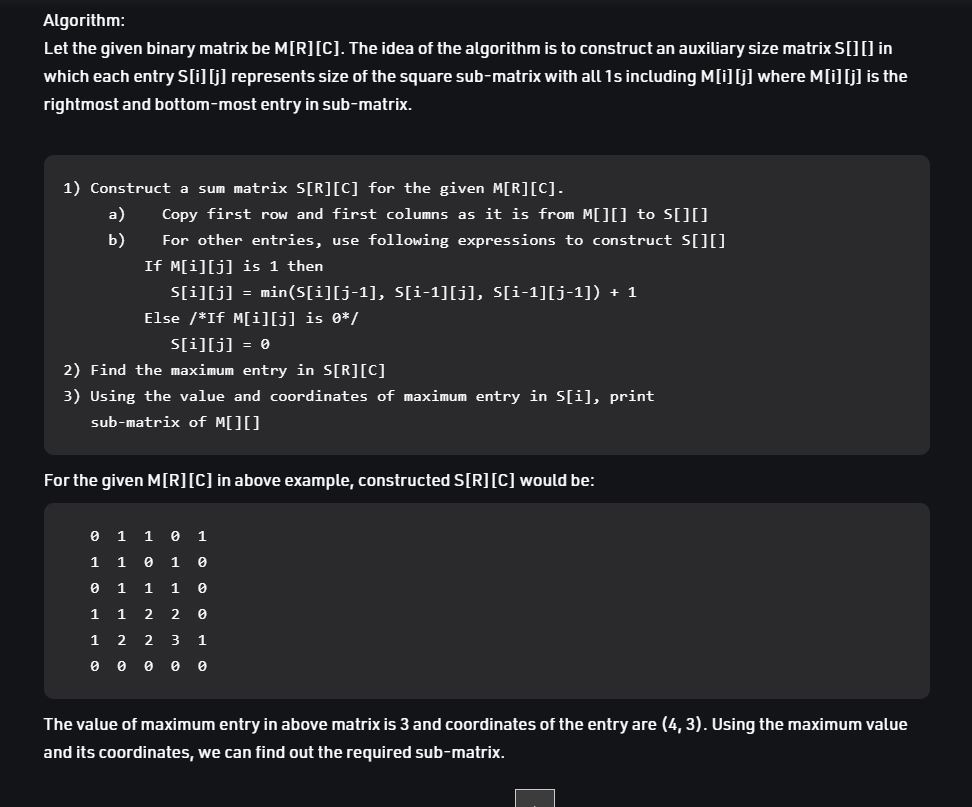 Algorithm:
Let the given binary matrix be M[R][C]. The idea of the algorithm is to construct an auxiliary size matrix S[][] in
which each entry S[i][j] represents size of the square sub-matrix with all 1s including M[i][j] where M[i][j] is the
rightmost and bottom-most entry in sub-matrix.
1) Construct a sum matrix S[R][C] for the given M[R][C].
a) Copy first row and first columns as it is from M[][] to S[][]
b) For other entries, use following expressions to construct S[][]
If M[i][j] is 1 then
S[i][j] = min(S[i][j-1], S[i-1][j], S[i-1][j-1]) + 1
Else /*If M[i][j] is 0*/
S[i][j] = 0
2) Find the maximum entry in S[R][C]
3) Using the value and coordinates of maximum entry in S[i], print
sub-matrix of M[][]
For the given M[R][C] in above example, constructed S[R][C] would be:
0 1 1 0 1
1 1 0 1 0
0 1 1 1 0
1 1 2 2 0
1 2 2 3 1
0 0 0 0 0
The value of maximum entry in above matrix is 3 and coordinates of the entry are (4, 3). Using the maximum value
and its coordinates, we can find out the required sub-matrix.